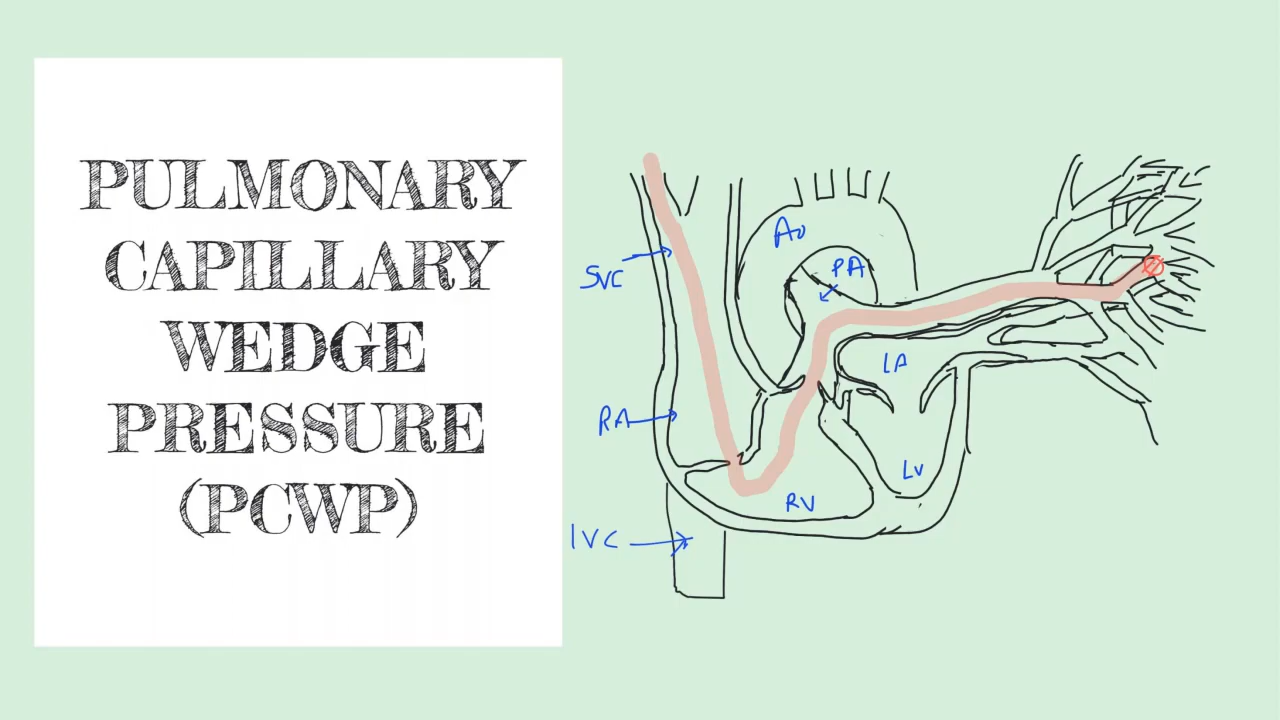 PULMONARY
CAPILLARY
WEDGE
PRESSURE
(PCWP)
Ao
PA
SVC
LA
RA
LV
RV
IVC